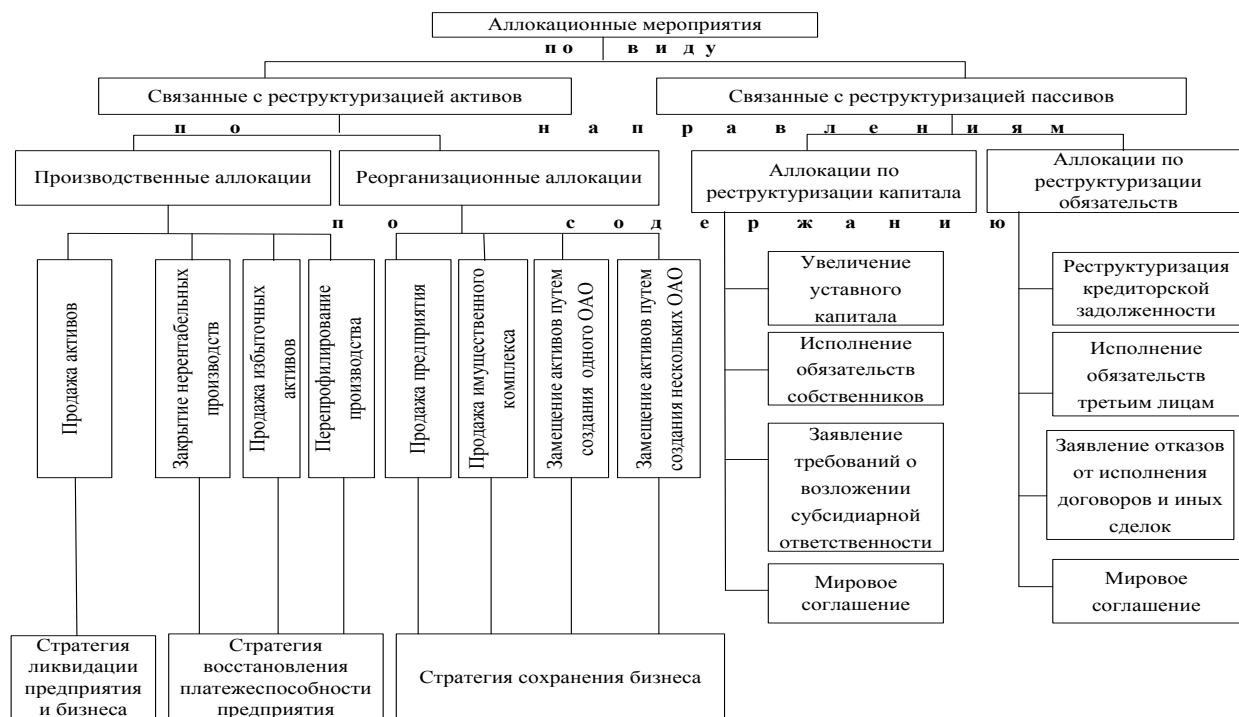 Аллокационные мероприятия
по виду
Связанные с реструктуризацией активов
Связанные с реструктуризацией пассивов
по направлениям
Производственные аллокации
Реорганизационные аллокации
Аллокации по
реструктуризации капитала
Аллокации по
реструктуризации
обязательств
по содержанию
Продажа активов
Закрытие нерентабельных
производств
Продажа избыточных
активов
Перепрофилирование
производства
Продажа предприятия
Продажа имущественного
комплекса
Замещение активов путем
создания одного ОАО
Замещение активов путем
создания нескольких ОАО
Увеличение
уставного
капитала
Исполнение
обязательств
собственников
Заявление
требований о
возложении
субсидиарной
ответственности
Мировое
соглашение
Реструктуризация
кредиторской
задолженности
Исполнение
обязательств
третьим лицам
Заявление отказов
от исполнения
договоров и иных
сделок
Мировое
соглашение
Стратегия
ликвидации
предприятия
и бизнеса
Стратегия
восстановления
платежеспособности
предприятия
Стратегия сохранения бизнеса